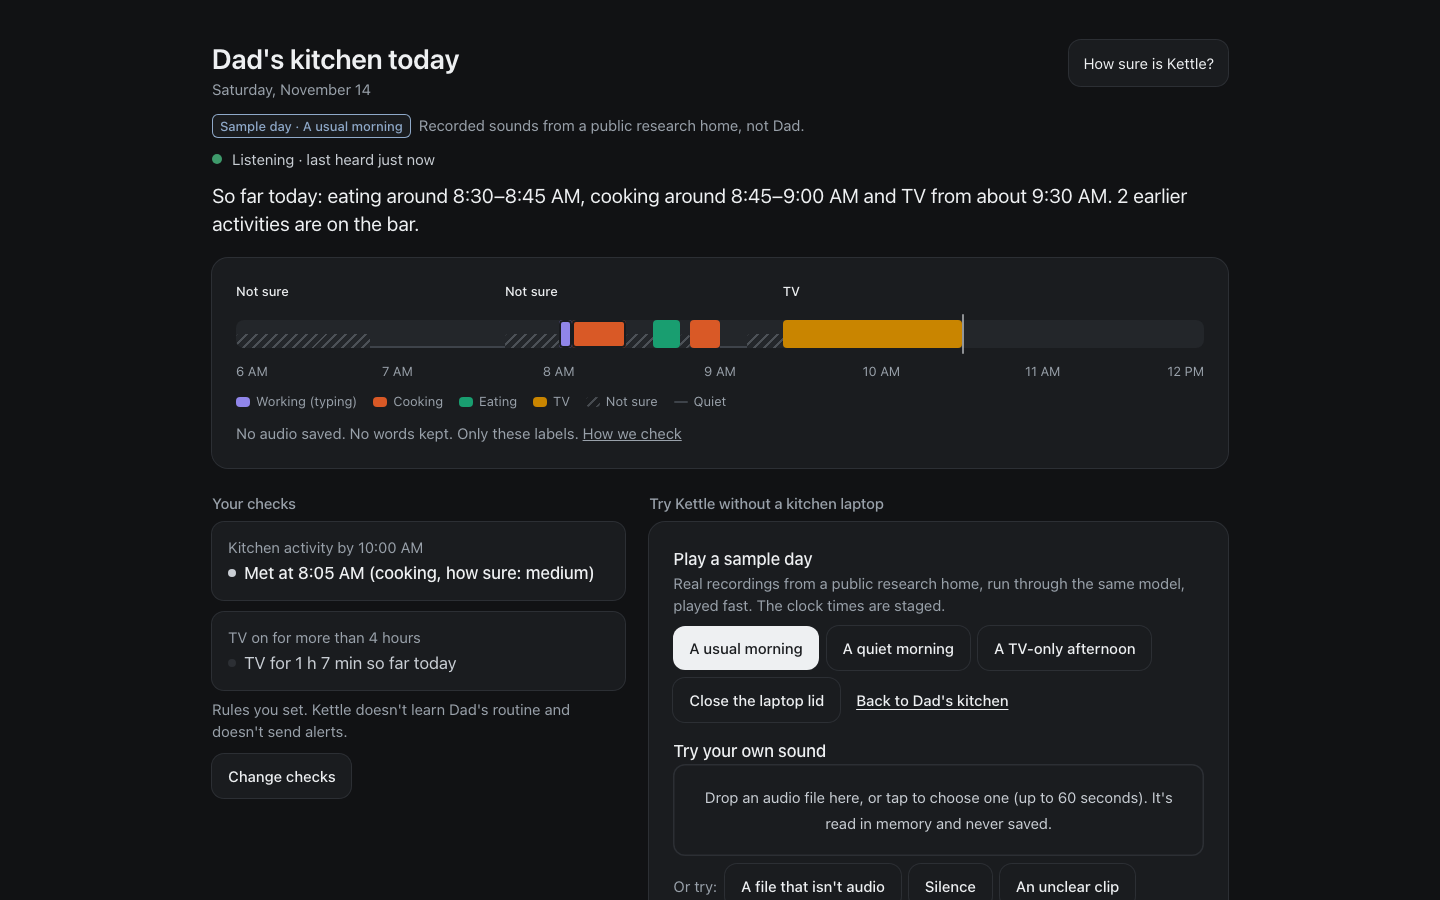 Dad's kitchen today
How sure is Kettle?
Saturday, November 14
Sample day · A usual morning Recorded sounds from a public research home, not Dad.
Listening · last heard just now
So far today: eating around 8:30–8:45 AM, cooking around 8:45–9:00 AM and TV from about 9:30 AM. 2 earlier
activities are on the bar.
Not sure Not sure TV
6 AM 7 AM 8 AM 9 AM 10 AM 11 AM 12 PM
Working (typing) Cooking Eating TV Not sure Quiet
No audio saved. No words kept. Only these labels. How we check
Your checks
Kitchen activity by 10:00 AM
Met at 8:05 AM (cooking, how sure: medium)
TV on for more than 4 hours
TV for 1 h 7 min so far today
Rules you set. Kettle doesn't learn Dad's routine and
doesn't send alerts.
Change checks
Try Kettle without a kitchen laptop
Play a sample day
Real recordings from a public research home, run through the same model,
played fast. The clock times are staged.
A usual morning A quiet morning A TV-only afternoon
Close the laptop lid Back to Dad's kitchen
Try your own sound
Drop an audio file here, or tap to choose one (up to 60 seconds). It's
read in memory and never saved.
Or try: A file that isn't audio Silence An unclear clip